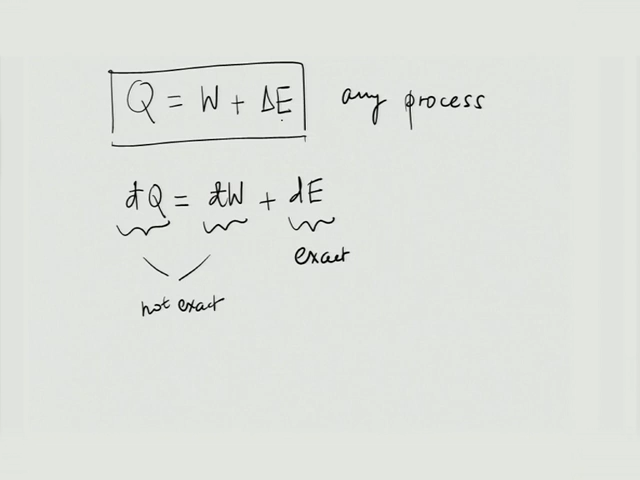 Q = W + ΔE any process
đQ = đW + dE
exact
not exact